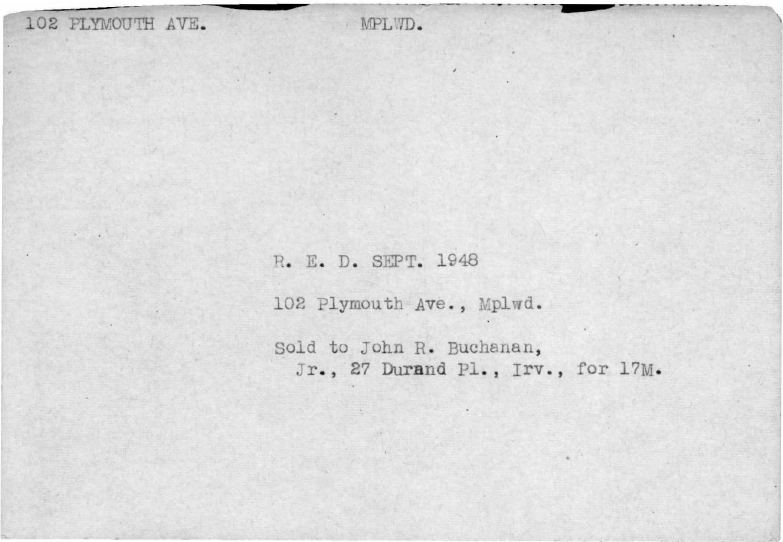 102 PLYMOUTH AVE. MPLWD.
R. E. D. SEPT. 1948
102 Plymouth Ave., Mplwd.
Sold to John R. Buchanan,
Jr., 27 Durand Pl., Irv., for 17M.